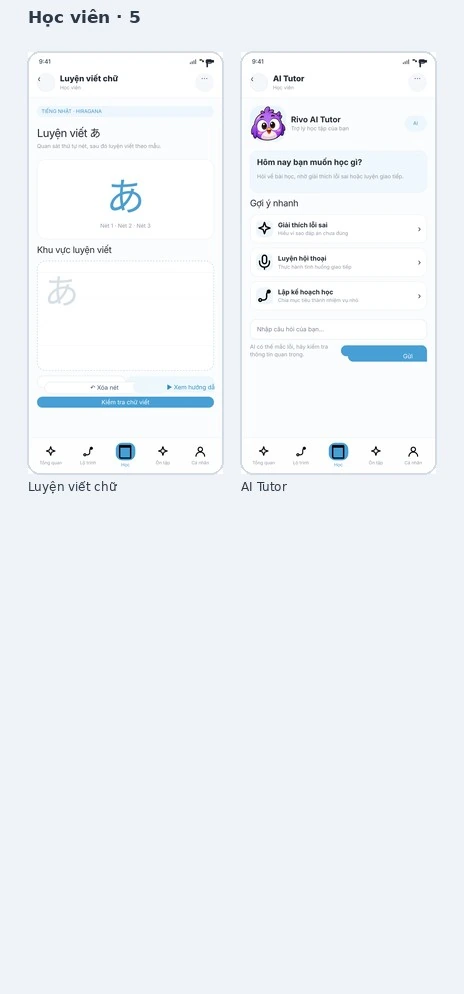 Học viên · 5
9:41
Luyện viết chữ
Học viên
TIẾNG NHẬT · HIRAGANA
Luyện viết あ
Quan sát thứ tự nét, sau đó luyện viết theo mẫu.
あ
Nét 1 · Nét 2 · Nét 3
Khu vực luyện viết
あ
↶ Xóa nét
▶ Xem hướng dẫ
Kiểm tra chữ viết
Tổng quan
Lộ trình
Học
Ôn tập
Cá nhân
Luyện viết chữ
9:41
AI Tutor
Học viên
Rivo AI Tutor
Trợ lý học tập của bạn
AI
Hôm nay bạn muốn học gì?
Hỏi về bài học, nhờ giải thích lỗi sai hoặc luyện giao tiếp.
Gợi ý nhanh
Giải thích lỗi sai
Hiểu vì sao đáp án chưa đúng
Luyện hội thoại
Thực hành tình huống giao tiếp
Lập kế hoạch học
Chia mục tiêu thành nhiệm vụ nhỏ
Nhập câu hỏi của bạn...
AI có thể mắc lỗi, hãy kiểm tra
thông tin quan trọng.
Gửi
Tổng quan
Lộ trình
Học
Ôn tập
Cá nhân
AI Tutor